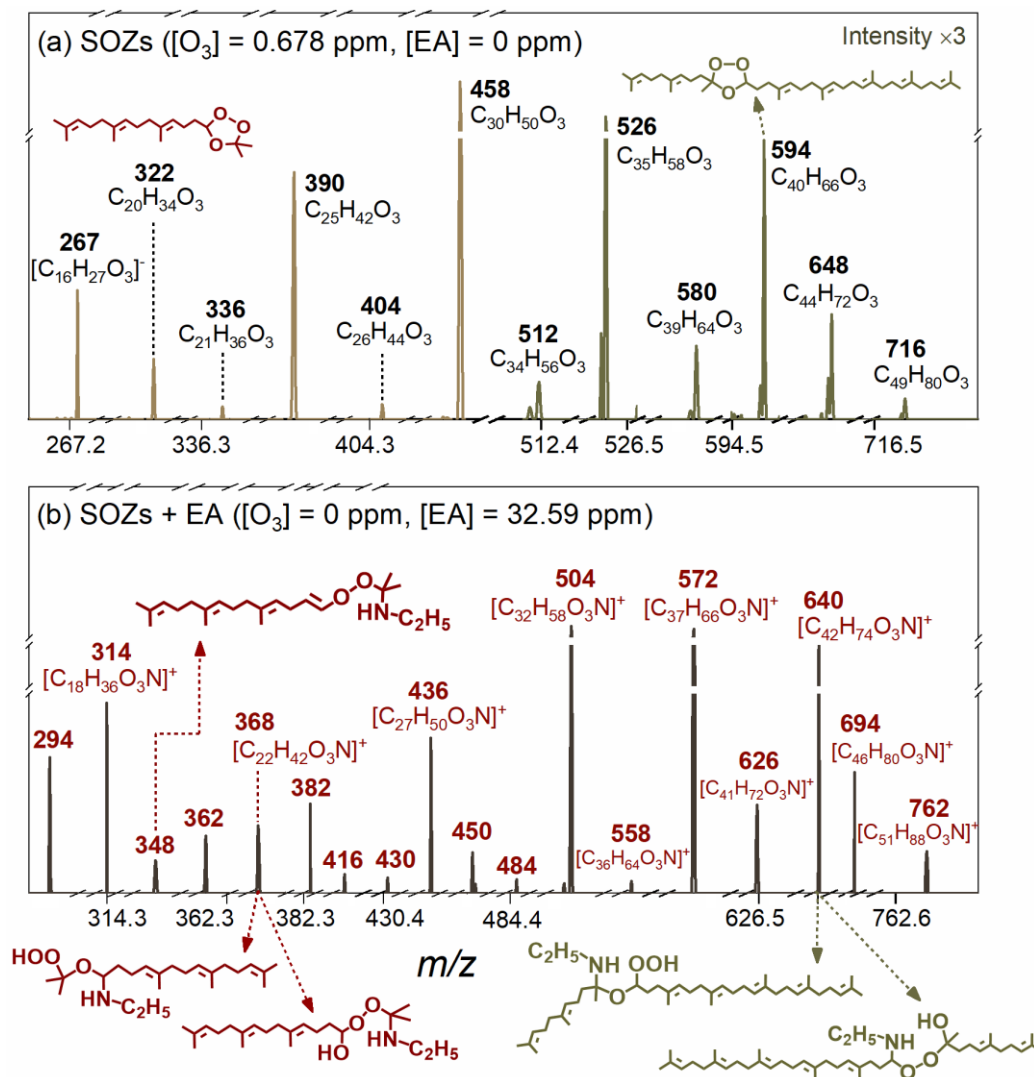 (a) SOZs ([O₃] = 0.678 ppm, [EA] = 0 ppm)
Intensity ×3
O O
O
O
O
O
458
C₃₀H₅₀O₃
526
C₃₅H₅₈O₃
594
C₄₀H₆₆O₃
322
C₂₀H₃₄O₃
390
C₂₅H₄₂O₃
267
[C₁₆H₂₇O₃]⁻
336
C₂₁H₃₆O₃
404
C₂₆H₄₄O₃
512
C₃₄H₅₆O₃
580
C₃₉H₆₄O₃
648
C₄₄H₇₂O₃
716
C₄₉H₈₀O₃
267.2 336.3 404.3 512.4 526.5 594.5 716.5
(b) SOZs + EA ([O₃] = 0 ppm, [EA] = 32.59 ppm)
O
O
HN
C₂H₅
504
[C₃₂H₅₈O₃N]⁺
572
[C₃₇H₆₆O₃N]⁺
640
[C₄₂H₇₄O₃N]⁺
314
[C₁₈H₃₆O₃N]⁺
436
[C₂₇H₅₀O₃N]⁺
294
368
[C₂₂H₄₂O₃N]⁺
694
[C₄₆H₈₀O₃N]⁺
382
626
[C₄₁H₇₂O₃N]⁺
348
362
416
430
450
484
558
[C₃₆H₆₄O₃N]⁺
762
[C₅₁H₈₈O₃N]⁺
314.3 362.3 382.3 430.4 484.4 626.5 762.6
m/z
HOO
O
HN
C₂H₅
O
O
OH
HN
C₂H₅
C₂H₅
NH OOH
O
C₂H₅
NH
HO
O
O